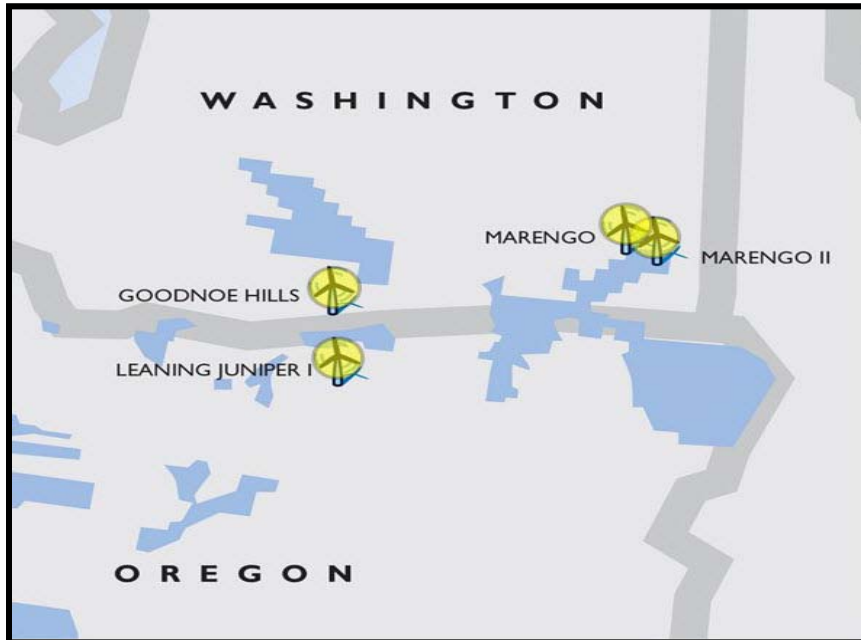 WASHINGTON
MARENGO
MARENGO II
GOODNOE HILLS
LEANING JUNIPER I
OREGON